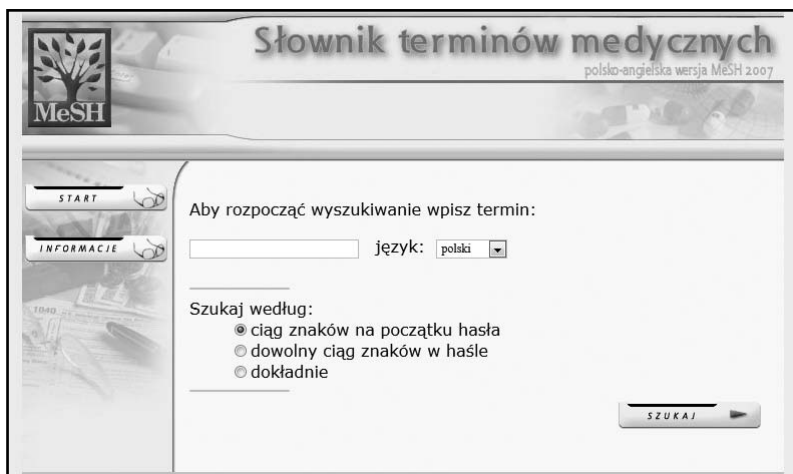 Słownik terminów medycznych
polsko-angielska wersja MeSH 2007
MeSH
START
INFORMACJE
Aby rozpocząć wyszukiwanie wpisz termin:
język: polski
Szukaj według:
ciąg znaków na początku hasła
dowolny ciąg znaków w haśle
dokładnie
1040
SZUKAJ